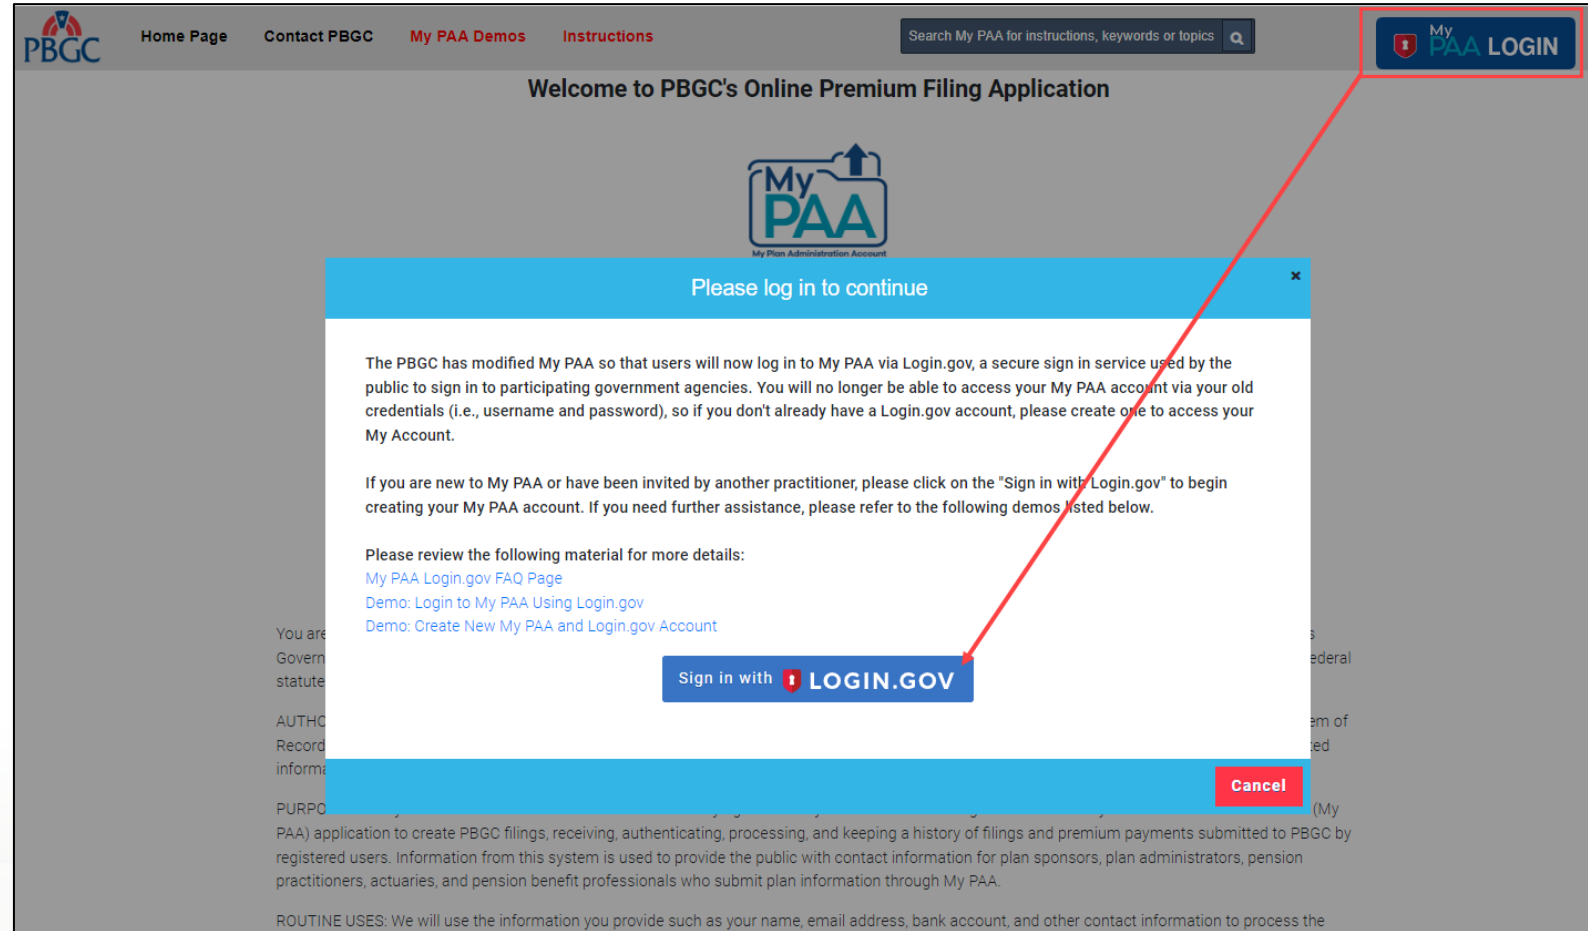 PBGC
Home Page Contact PBGC My PAA Demos Instructions
Search My PAA for instructions, keywords or topics
My PAA LOGIN
Welcome to PBGC's Online Premium Filing Application
My
PAA
My Plan Administration Account
Please log in to continue
×
The PBGC has modified My PAA so that users will now log in to My PAA via Login.gov, a secure sign in service used by the
public to sign in to participating government agencies. You will no longer be able to access your My PAA account via your old
credentials (i.e., username and password), so if you don't already have a Login.gov account, please create one to access your
My Account.
If you are new to My PAA or have been invited by another practitioner, please click on the "Sign in with Login.gov" to begin
creating your My PAA account. If you need further assistance, please refer to the following demos listed below.
Please review the following material for more details:
My PAA Login.gov FAQ Page
Demo: Login to My PAA Using Login.gov
Demo: Create New My PAA and Login.gov Account
You are
Govern ederal
statute
Sign in with LOGIN.GOV
AUTHO em of
Record ted
informa
Cancel
PURPO (My
PAA) application to create PBGC filings, receiving, authenticating, processing, and keeping a history of filings and premium payments submitted to PBGC by
registered users. Information from this system is used to provide the public with contact information for plan sponsors, plan administrators, pension
practitioners, actuaries, and pension benefit professionals who submit plan information through My PAA.
ROUTINE USES: We will use the information you provide such as your name, email address, bank account, and other contact information to process the